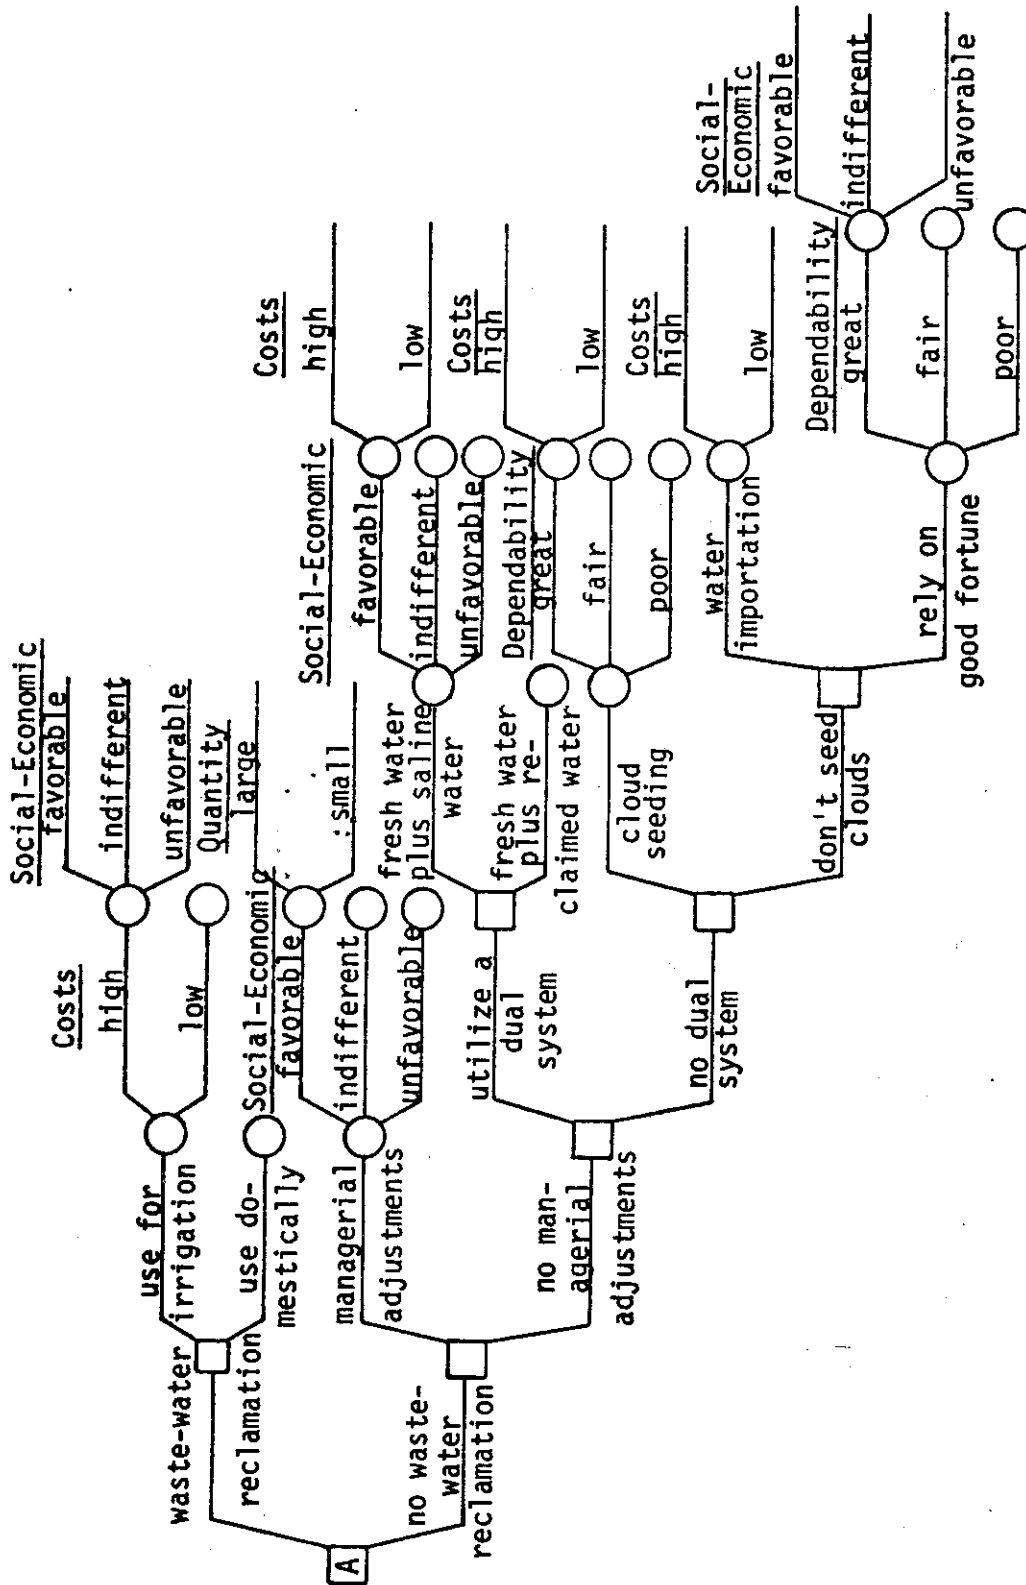 A
waste-water
reclamation
no waste-
water
reclamation
use for
irrigation
use do-
mestically
managerial
adjustments
no man-
agerial
adjustments
Costs
high
low
Social-Economic
favorable
indifferent
unfavorable
utilize a
dual
system
no dual
system
Social-Economic
favorable
indifferent
unfavorable
Quantity
large
:small
fresh water
plus saline
water
fresh water
plus re-
claimed water
cloud
seeding
don't seed
clouds
Social-Economic
favorable
indifferent
unfavorable
Dependability
great
fair
poor
water
importation
rely on
good fortune
Costs
high
low
Costs
high
low
Costs
high
low
Dependability
great
fair
poor
Social-
Economic
favorable
indifferent
unfavorable